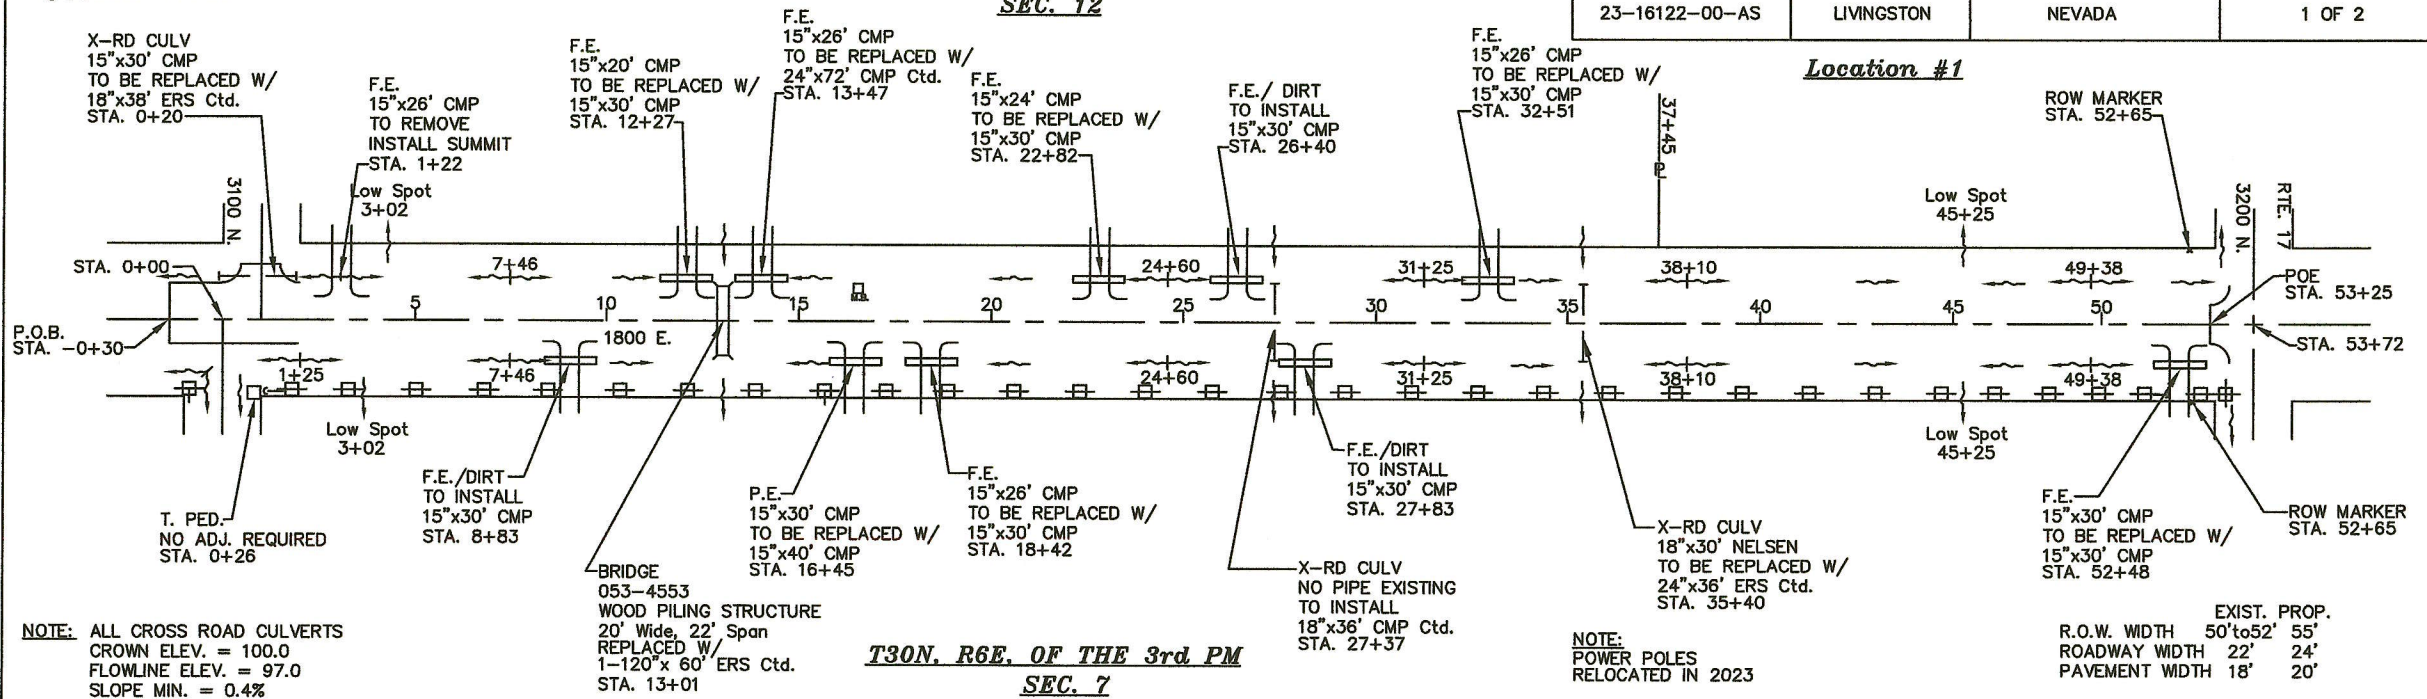 SEC. 12
23-16122-00-AS
LIVINGSTON
NEVADA
1 OF 2
Location #1
X-RD CULV
15"x30' CMP
TO BE REPLACED W/
18"x38' ERS Ctd.
STA. 0+20
F.E.
15"x26' CMP
TO REMOVE
INSTALL SUMMIT
STA. 1+22
F.E.
15"x20' CMP
TO BE REPLACED W/
15"x30' CMP
STA. 12+27
F.E.
15"x26' CMP
TO BE REPLACED W/
24"x72' CMP Ctd.
STA. 13+47
F.E.
15"x24' CMP
TO BE REPLACED W/
15"x30' CMP
STA. 22+82
F.E./ DIRT
TO INSTALL
15"x30' CMP
STA. 26+40
F.E.
15"x26' CMP
TO BE REPLACED W/
15"x30' CMP
STA. 32+51
37+45
ROW MARKER
STA. 52+65
3100 N.
Low Spot
3+02
Low Spot
45+25
3200 N.
RTE. 17
STA. 0+00
7+46
24+60
31+25
38+10
49+38
POE
STA. 53+25
5
10
15
20
25
30
35
40
45
50
P.O.B.
STA. -0+30
1800 E.
STA. 53+72
1+25
7+46
24+60
31+25
38+10
49+38
Low Spot
3+02
Low Spot
45+25
T. PED.
NO ADJ. REQUIRED
STA. 0+26
F.E./DIRT
TO INSTALL
15"x30' CMP
STA. 8+83
BRIDGE
053-4553
WOOD PILING STRUCTURE
20' Wide, 22' Span
REPLACED W/
1-120"x 60' ERS Ctd.
STA. 13+01
P.E.
15"x30' CMP
TO BE REPLACED W/
15"x40' CMP
STA. 16+45
F.E.
15"x26' CMP
TO BE REPLACED W/
15"x30' CMP
STA. 18+42
X-RD CULV
NO PIPE EXISTING
TO INSTALL
18"x36' CMP Ctd.
STA. 27+37
F.E./DIRT
TO INSTALL
15"x30' CMP
STA. 27+83
X-RD CULV
18"x30' NELSEN
TO BE REPLACED W/
24"x36' ERS Ctd.
STA. 35+40
F.E.
15"x30' CMP
TO BE REPLACED W/
15"x30' CMP
STA. 52+48
ROW MARKER
STA. 52+65
NOTE: ALL CROSS ROAD CULVERTS
CROWN ELEV. = 100.0
FLOWLINE ELEV. = 97.0
SLOPE MIN. = 0.4%
T30N, R6E, OF THE 3rd PM
SEC. 7
NOTE:
POWER POLES
RELOCATED IN 2023
EXIST. PROP.
R.O.W. WIDTH 50'to52' 55'
ROADWAY WIDTH 22' 24'
PAVEMENT WIDTH 18' 20'